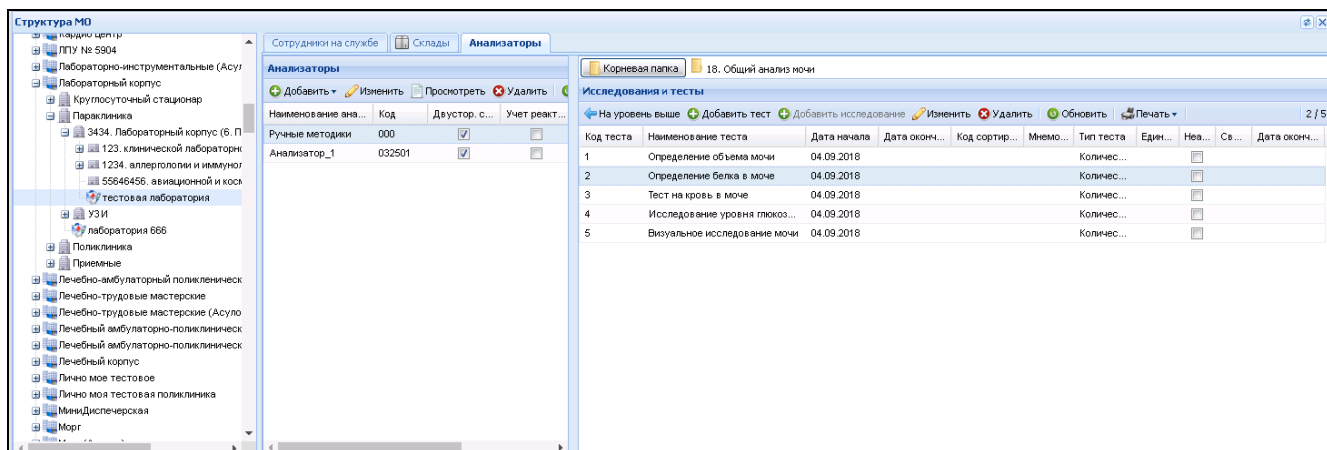 Структура МО
Кардио центр
ЛПУ № 5904
Лабораторно-инструментальные (Асул
Лабораторный корпус
Круглосуточный стационар
Параклиника
3434. Лабораторный корпус (6. П
123. клинической лабораторно
1234. аллергологии и иммунол
55646456. авиационной и косм
тестовая лаборатория
УЗИ
лаборатория 666
Поликлиника
Приемные
Лечебно-амбулаторный поликлиническ
Лечебно-трудовые мастерские
Лечебно-трудовые мастерские (Асуло
Лечебный амбулаторно-поликлиническ
Лечебный амбулаторно-поликлиническ
Лечебный корпус
Лично мое тестовое
Лично моя тестовая поликлиника
МиниДиспечерская
Морг
Сотрудники на службе Склады Анализаторы
Анализаторы
Добавить Изменить Просмотреть Удалить
Наименование ана... Код Двустор. с... Учет реакт...
Ручные методики 000
Анализатор_1 032501
Корневая папка 18. Общий анализ мочи
Исследования и тесты
На уровень выше Добавить тест Добавить исследование Изменить Удалить Обновить Печать 2 / 5
Код теста Наименование теста Дата начала Дата оконч... Код сортир... Мнемо... Тип теста Един... Неа... Св... Дата оконч...
1 Определение объема мочи 04.09.2018 Количес...
2 Определение белка в моче 04.09.2018 Количес...
3 Тест на кровь в моче 04.09.2018 Количес...
4 Исследование уровня глюкоз... 04.09.2018 Количес...
5 Визуальное исследование мочи 04.09.2018 Количес...